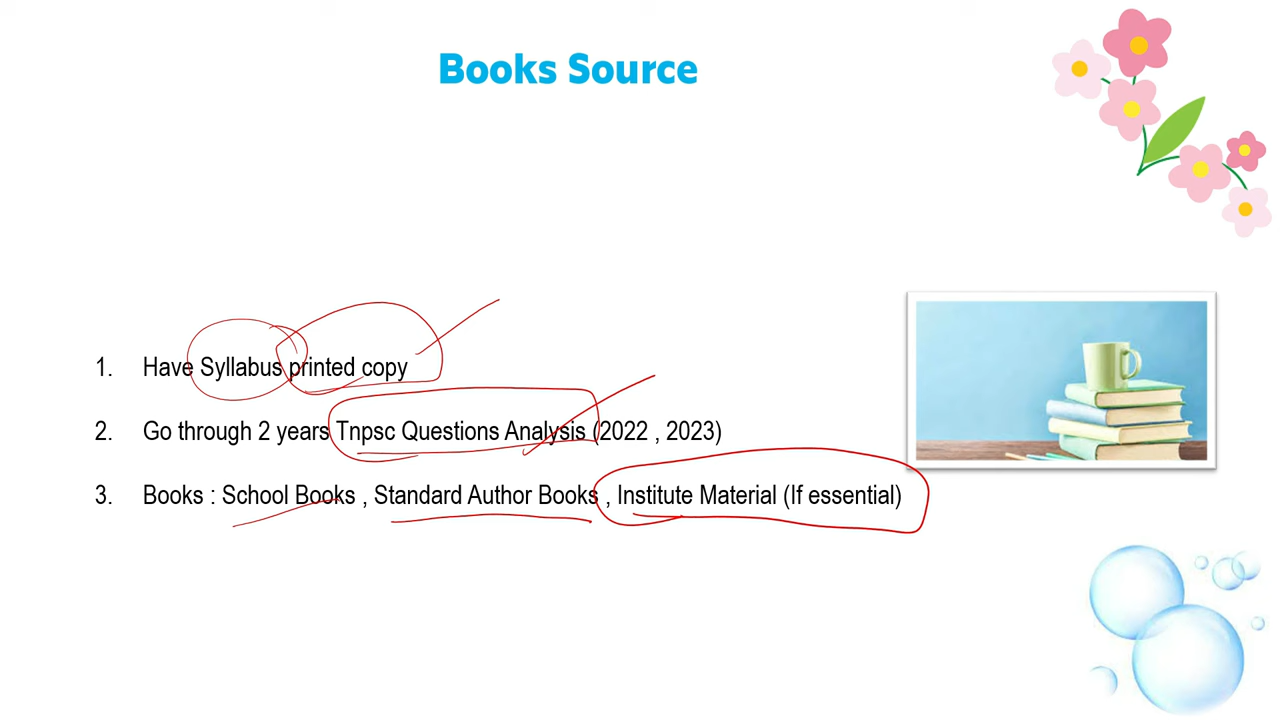 Books Source
1. Have Syllabus printed copy
2. Go through 2 years Tnpsc Questions Analysis (2022 , 2023)
3. Books : School Books , Standard Author Books , Institute Material (If essential)